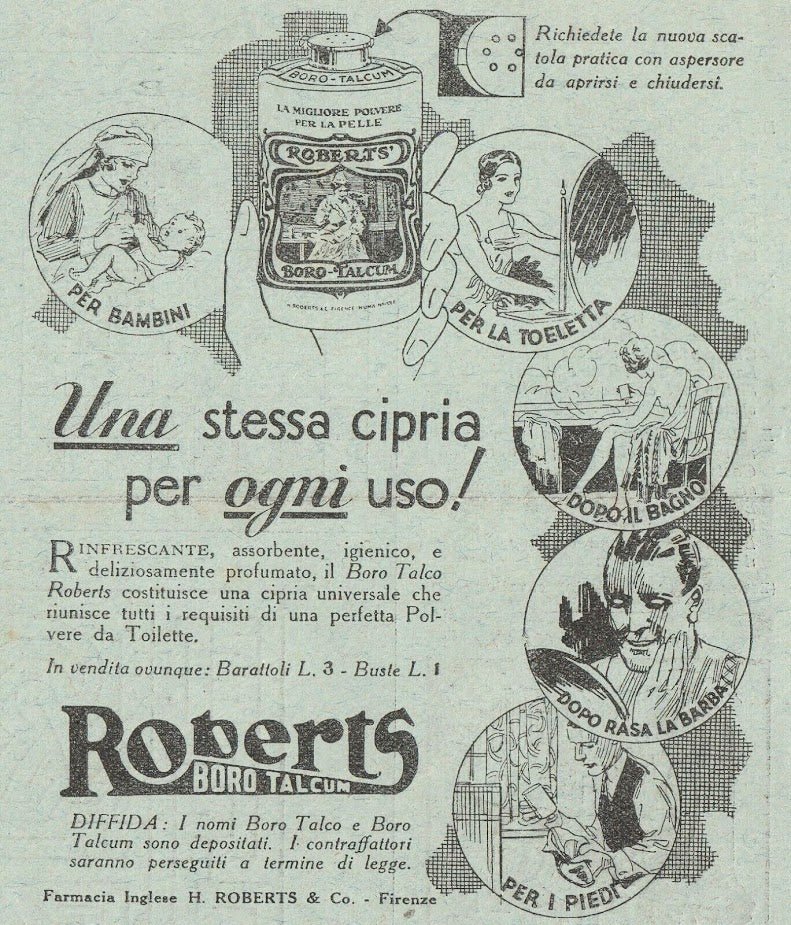 Richiedete la nuova sca-
tola pratica con aspersore
da aprirsi e chiudersi.
BORO-TALCUM
LA MIGLIORE POLVERE
PER LA PELLE
ROBERTS'
BORO-TALCUM
H. ROBERTS & C. FIRENZE
PER BAMBINI
PER LA TOELETTA
Una stessa cipria
per ogni uso!
DOPO IL BAGNO
RINFRESCANTE, assorbente, igienico, e
deliziosamente profumato, il Boro Talco
Roberts costituisce una cipria universale che
riunisce tutti i requisiti di una perfetta Pol-
vere da Toilette.
In vendita ovunque: Barattoli L. 3 - Buste L. 1
DOPO RASA LA BARBA
Roberts
BORO TALCUM
DIFFIDA: I nomi Boro Talco e Boro
Talcum sono depositati. I contraffattori
saranno perseguiti a termine di legge.
PER I PIEDI
Farmacia Inglese H. ROBERTS & Co. - Firenze